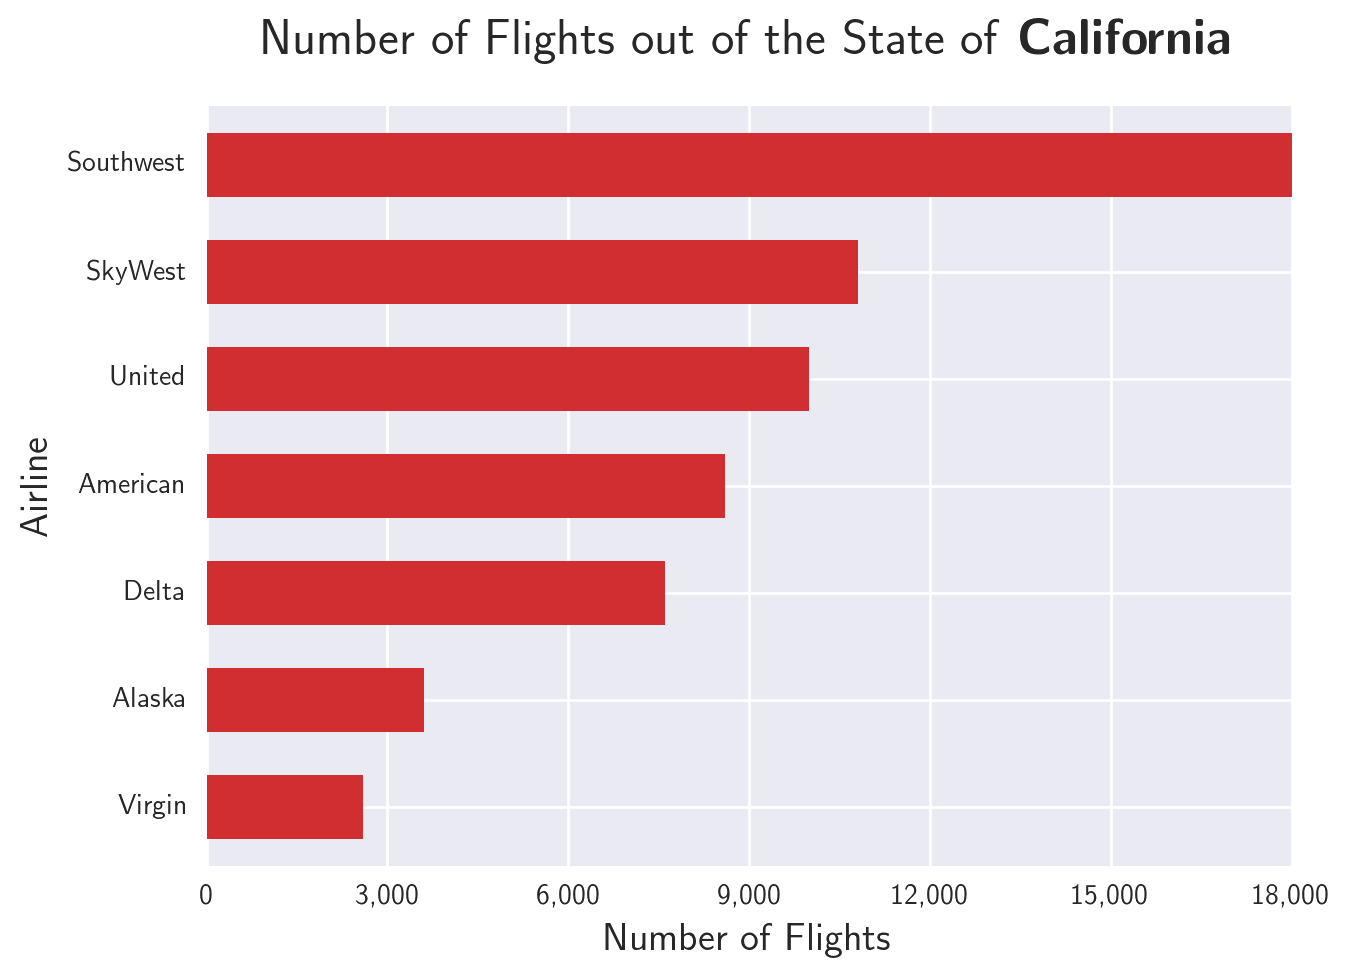 Number of Flights out of the State of California
Southwest
SkyWest
United
American
Delta
Alaska
Virgin
Airline
0 3,000 6,000 9,000 12,000 15,000 18,000
Number of Flights